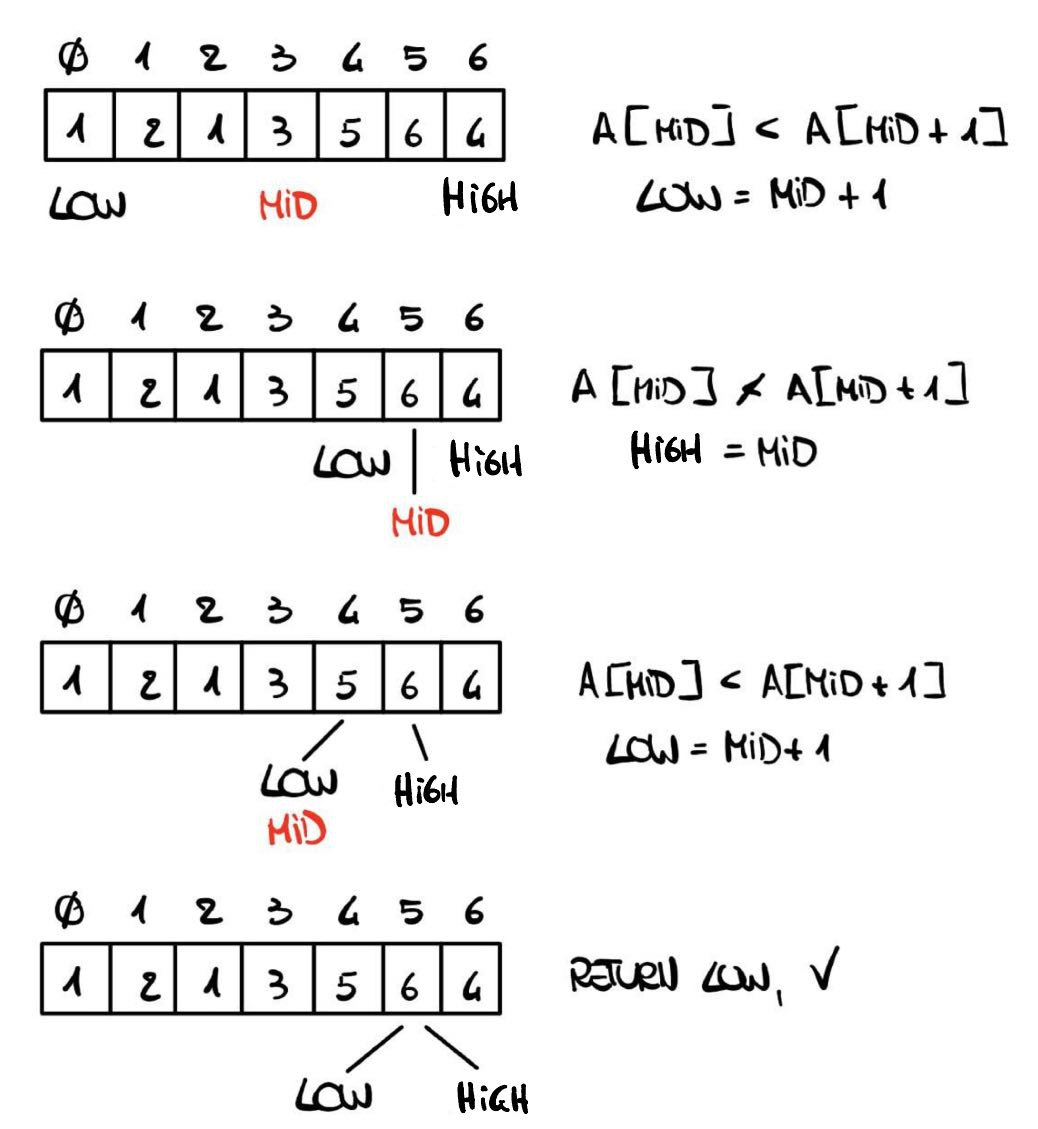 Ø 1 2 3 4 5 6
1 2 1 3 5 6 4
LOW MiD HiGH
A[MiD] < A[MiD + 1]
LOW = MiD + 1
Ø 1 2 3 4 5 6
1 2 1 3 5 6 4
LOW HiGH
MiD
A[MiD] ≮ A[MiD + 1]
HiGH = MiD
Ø 1 2 3 4 5 6
1 2 1 3 5 6 4
LOW HiGH
MiD
A[MiD] < A[MiD + 1]
LOW = MiD + 1
Ø 1 2 3 4 5 6
1 2 1 3 5 6 4
LOW HiGH
RETURN LOW, ✓